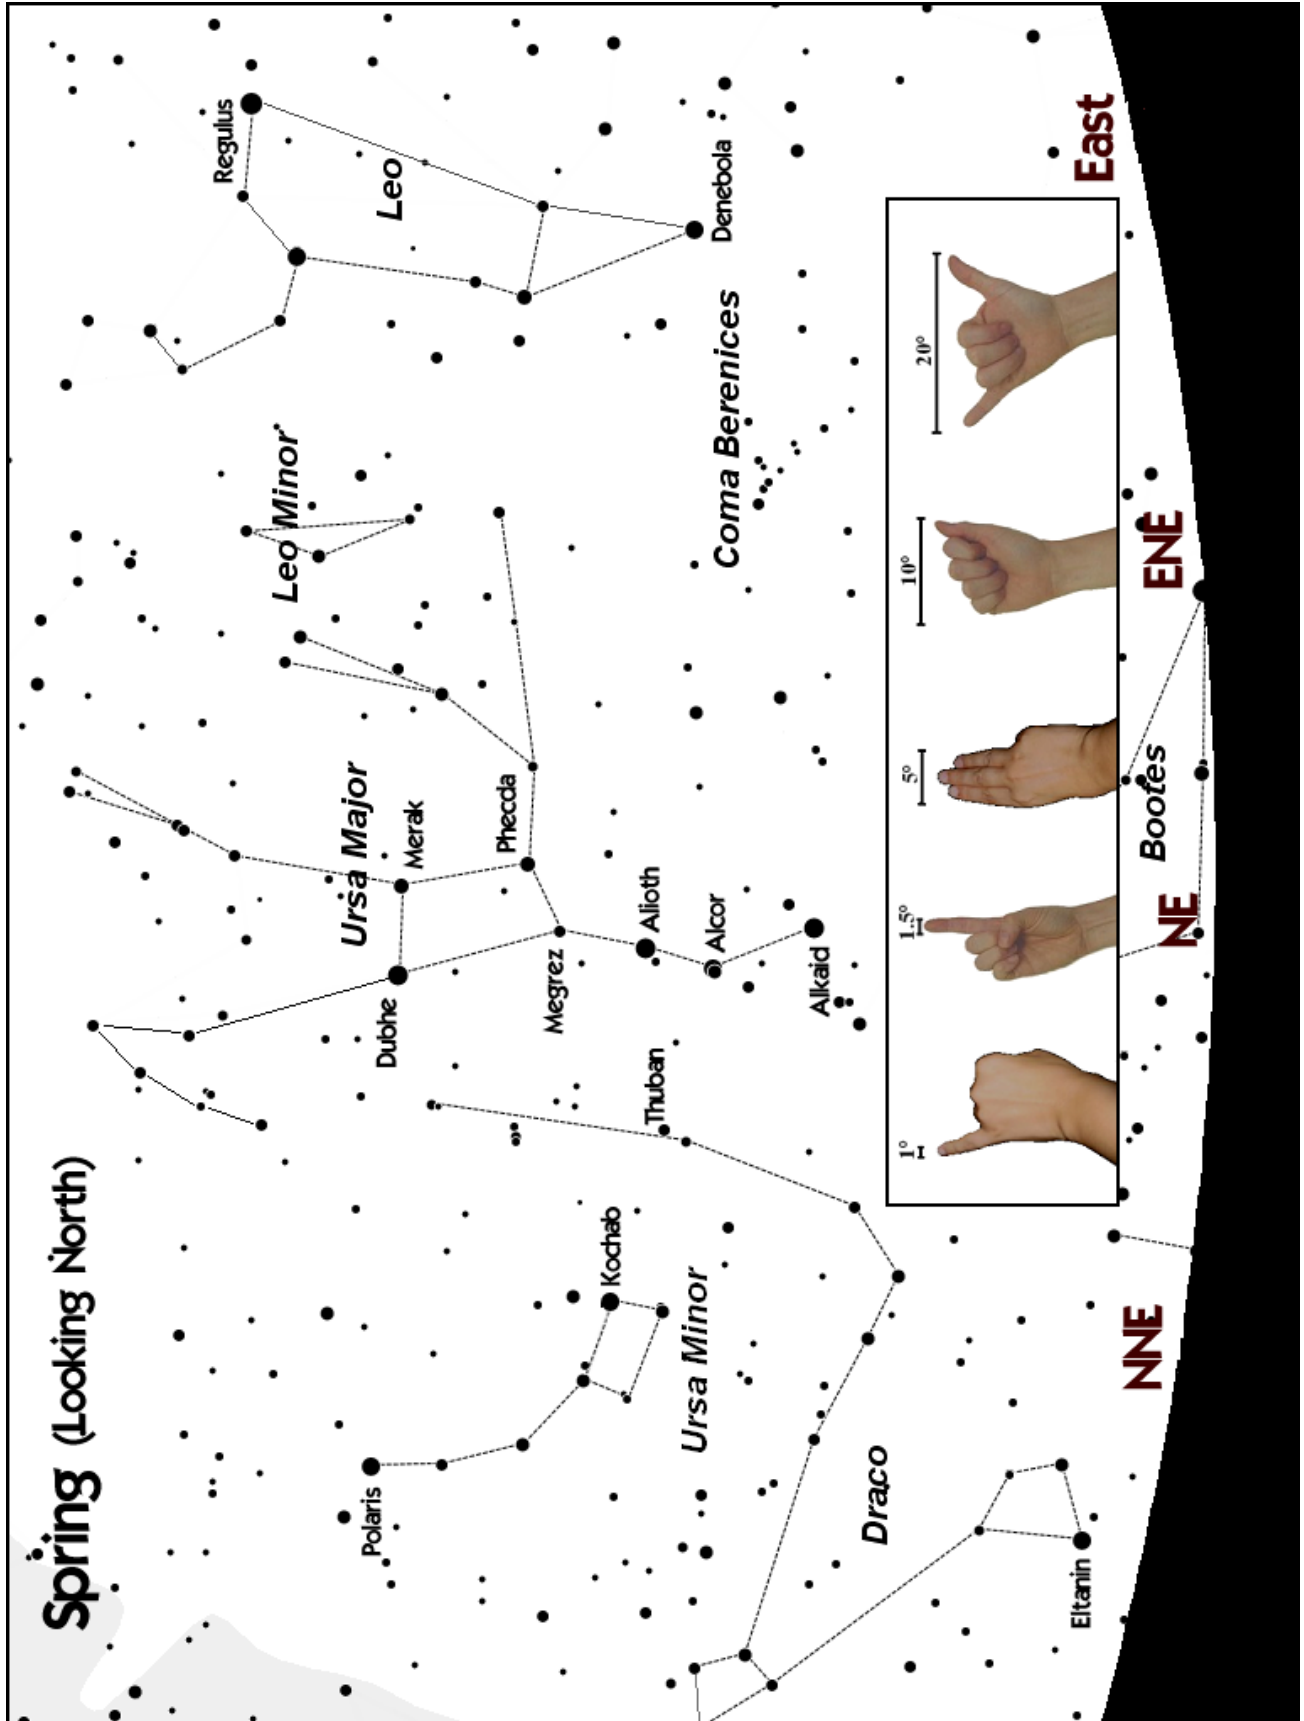 Spring (Looking North)
Regulus
Leo
Denebola
Leo Minor
Coma Berenices
Ursa Major
Merak
Phecda
Dubhe
Megrez
Alioth
Alcor
Alkaid
Thuban
Kochab
Ursa Minor
Polaris
Draco
Eltanin
Bootes
1°
1.5°
5°
10°
20°
NNE
NE
ENE
East